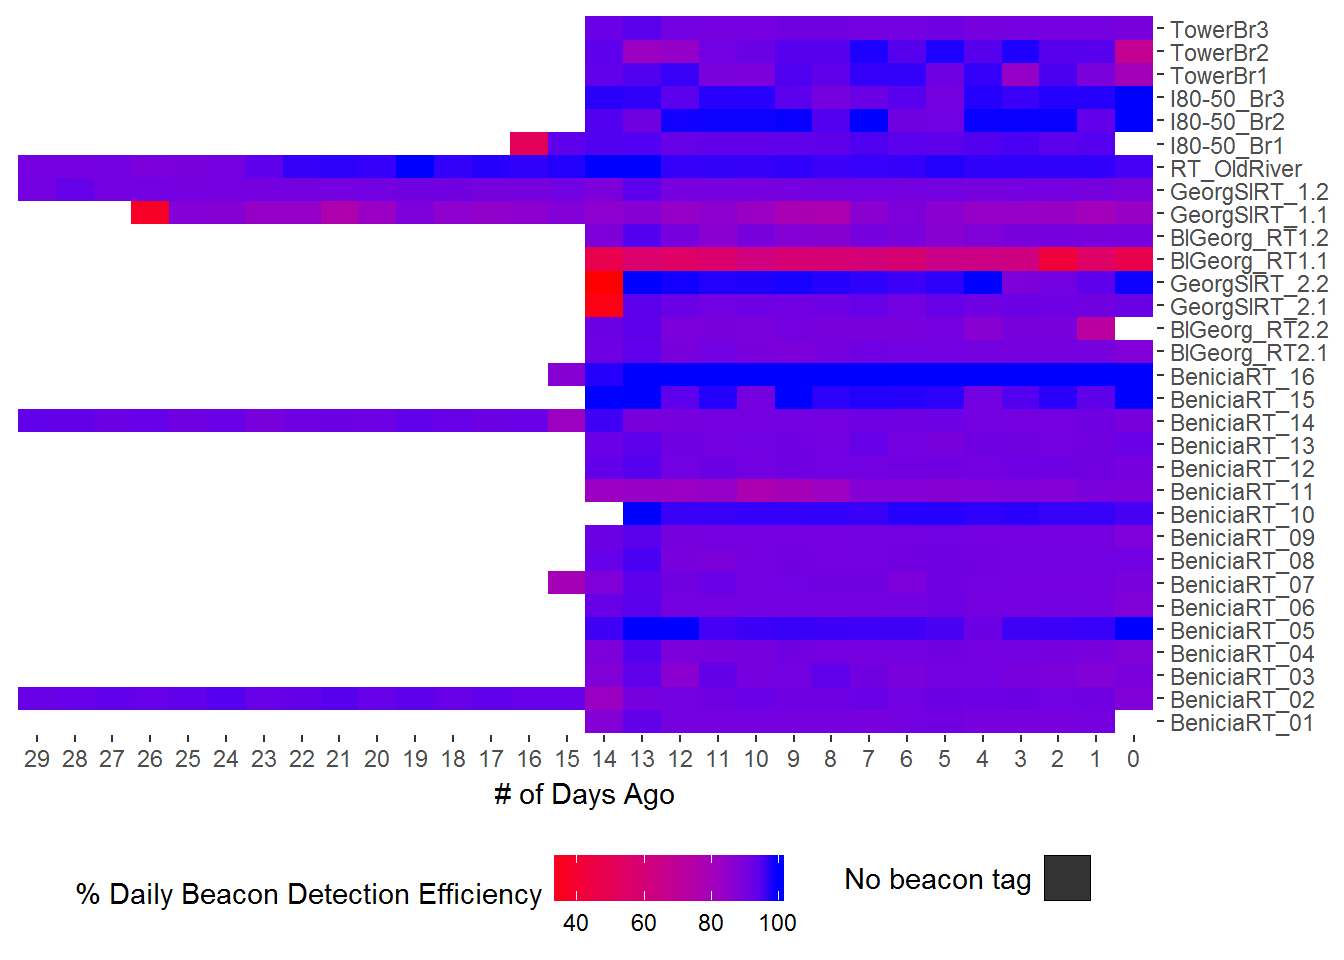 TowerBr3
TowerBr2
TowerBr1
I80-50_Br3
I80-50_Br2
I80-50_Br1
RT_OldRiver
GeorgSlRT_1.2
GeorgSlRT_1.1
BlGeorg_RT1.2
BlGeorg_RT1.1
GeorgSlRT_2.2
GeorgSlRT_2.1
BlGeorg_RT2.2
BlGeorg_RT2.1
BeniciaRT_16
BeniciaRT_15
BeniciaRT_14
BeniciaRT_13
BeniciaRT_12
BeniciaRT_11
BeniciaRT_10
BeniciaRT_09
BeniciaRT_08
BeniciaRT_07
BeniciaRT_06
BeniciaRT_05
BeniciaRT_04
BeniciaRT_03
BeniciaRT_02
BeniciaRT_01
29 28 27 26 25 24 23 22 21 20 19 18 17 16 15 14 13 12 11 10 9 8 7 6 5 4 3 2 1 0
# of Days Ago
% Daily Beacon Detection Efficiency
40 60 80 100
No beacon tag